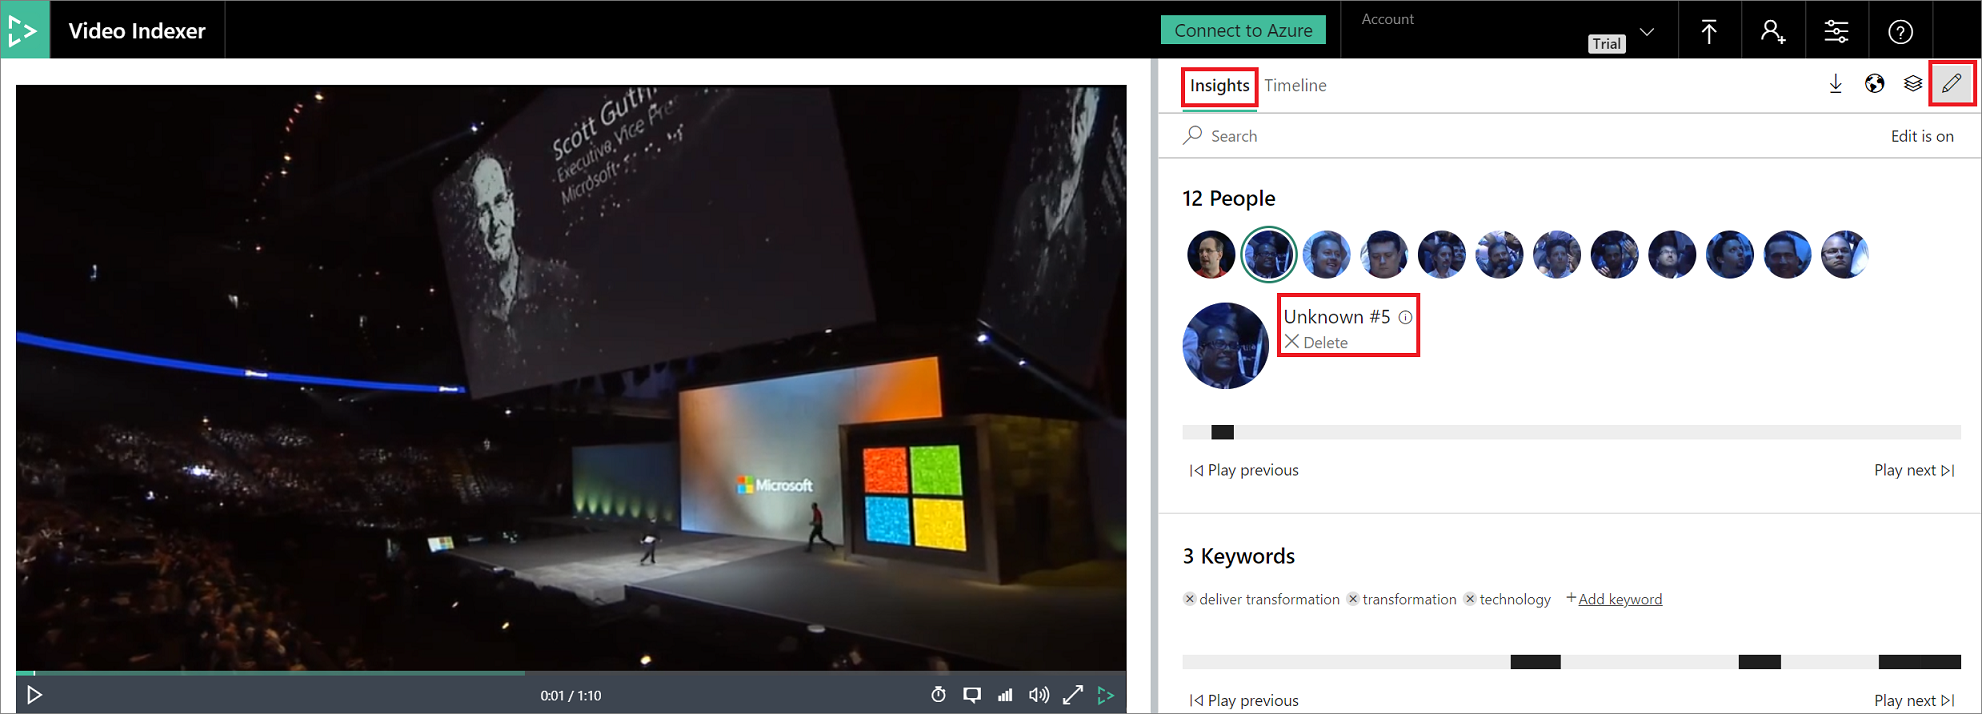 Video Indexer
Connect to Azure
Account
Trial
Insights
Timeline
Search
Edit is on
Scott Guthr
Executive Vice Pre
Microsoft
12 People
Unknown #5
Delete
Play previous
Play next
Microsoft
3 Keywords
deliver transformation
transformation
technology
+Add keyword
0:01 / 1:10
Play previous
Play next